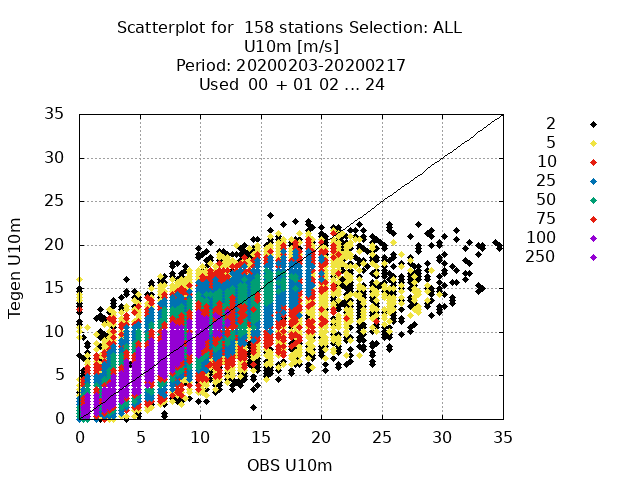 Scatterplot for  158 stations Selection: ALL
U10m [m/s]
Period: 20200203-20200217
Used  00 + 01 02 ... 24
35
30
25
20
15
10
5
0
Tegen U10m
0 5 10 15 20 25 30 35
OBS U10m
2
5
10
25
50
75
100
250